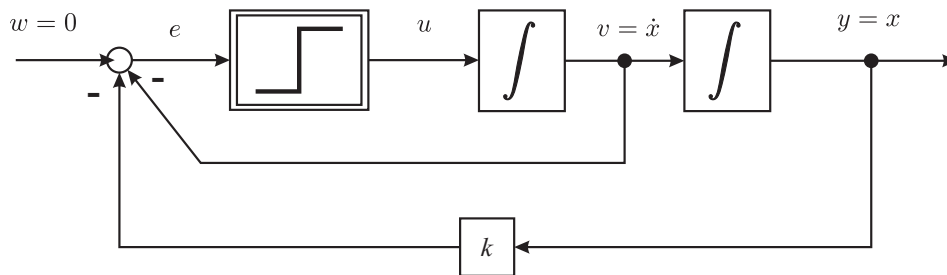 w = 0
e
u
v = ẋ
y = x
∫
∫
-
-
k